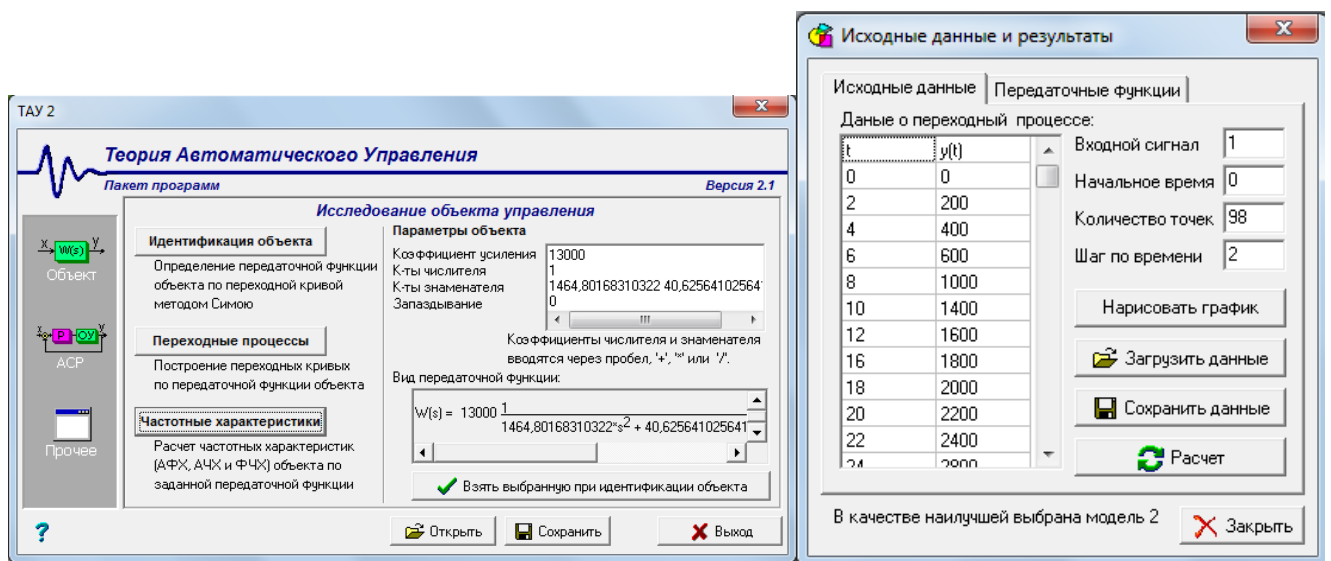 ТАУ 2
Теория Автоматического Управления
Пакет программ
Версия 2.1
x W(s) y
Объект
x P ОУ y
АСР
Прочее
Исследование объекта управления
Идентификация объекта
Определение передаточной функции
объекта по переходной кривой
методом Симою
Переходные процессы
Построение переходных кривых
по передаточной функции объекта
Частотные характеристики
Расчет частотных характеристик
(АФХ, АЧХ и ФЧХ) объекта по
заданной передаточной функции
Параметры объекта
Коэффициент усиления 13000
К-ты числителя 1
К-ты знаменателя 1464,80168310322 40,62564102564
Запаздывание 0
Коэффициенты числителя и знаменателя
вводятся через пробел, '+', '*' или '/'.
Вид передаточной функции:
W(s) = 13000 1
1464,80168310322*s2 + 40,625641025641
Взять выбранную при идентификации объекта
? Открыть Сохранить Выход
Исходные данные и результаты
Исходные данные Передаточные функции
Даные о переходный процессе:
t y(t)
0 0
2 200
4 400
6 600
8 1000
10 1400
12 1600
16 1800
18 2000
20 2200
22 2400
24 2800
Входной сигнал 1
Начальное время 0
Количество точек 98
Шаг по времени 2
Нарисовать график
Загрузить данные
Сохранить данные
Расчет
В качестве наилучшей выбрана модель 2
Закрыть